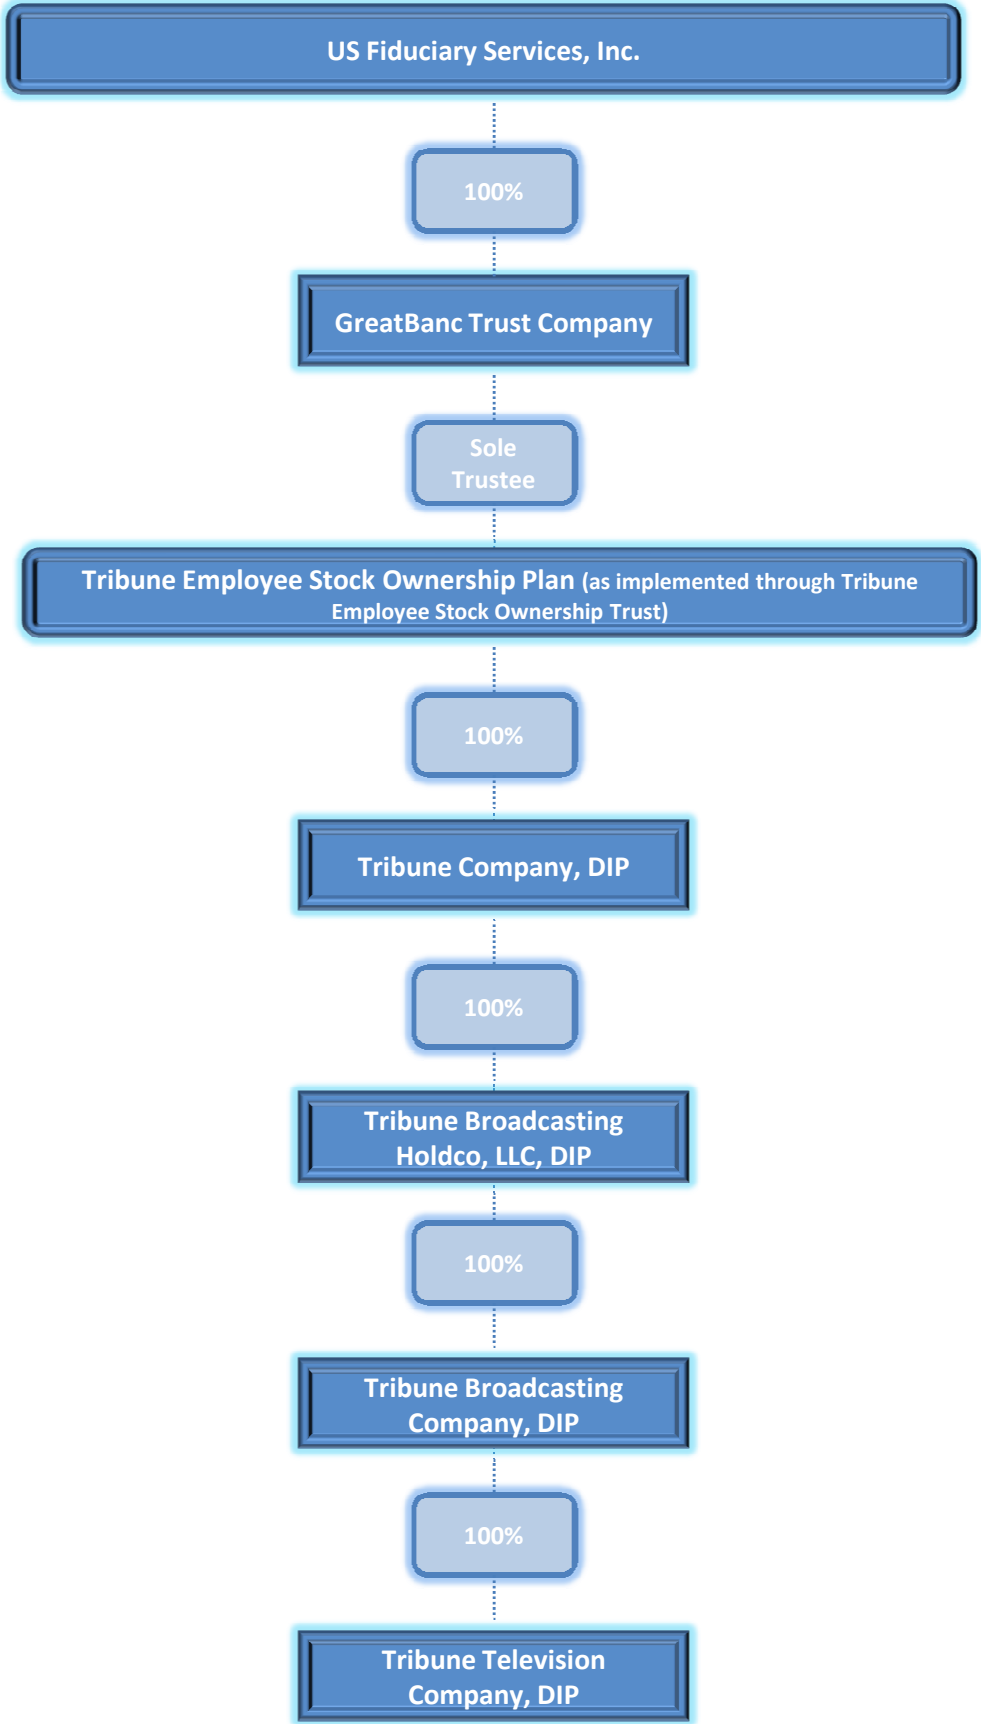 US Fiduciary Services, Inc.
100%
GreatBanc Trust Company
Sole
Trustee
Tribune Employee Stock Ownership Plan (as implemented through Tribune
Employee Stock Ownership Trust)
100%
Tribune Company, DIP
100%
Tribune Broadcasting
Holdco, LLC, DIP
100%
Tribune Broadcasting
Company, DIP
100%
Tribune Television
Company, DIP